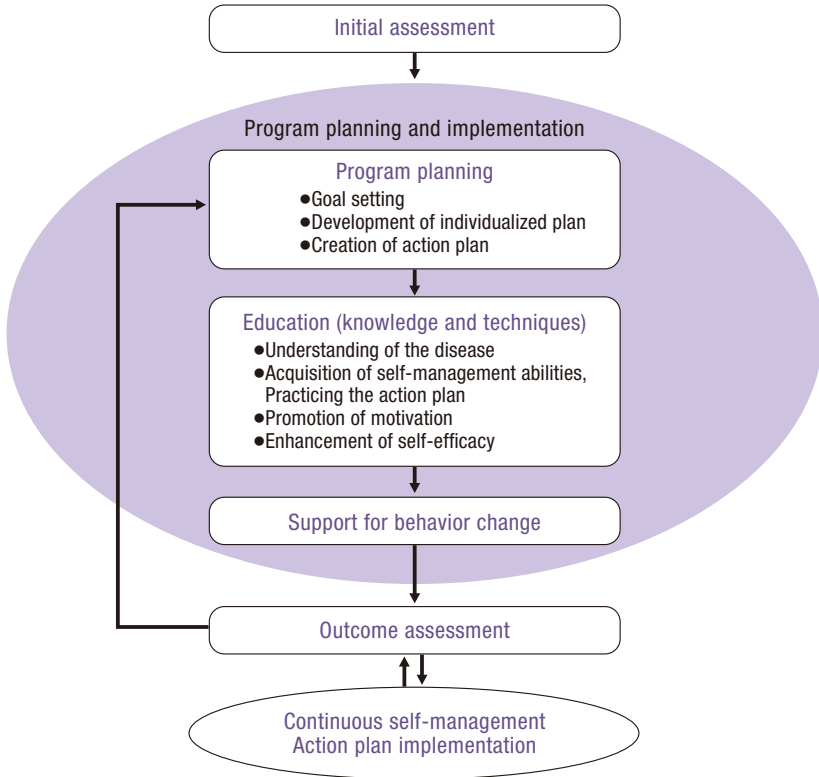 Initial assessment
Program planning and implementation
Program planning
●Goal setting
●Development of individualized plan
●Creation of action plan
Education (knowledge and techniques)
●Understanding of the disease
●Acquisition of self-management abilities,
Practicing the action plan
●Promotion of motivation
●Enhancement of self-efficacy
Support for behavior change
Outcome assessment
Continuous self-management
Action plan implementation